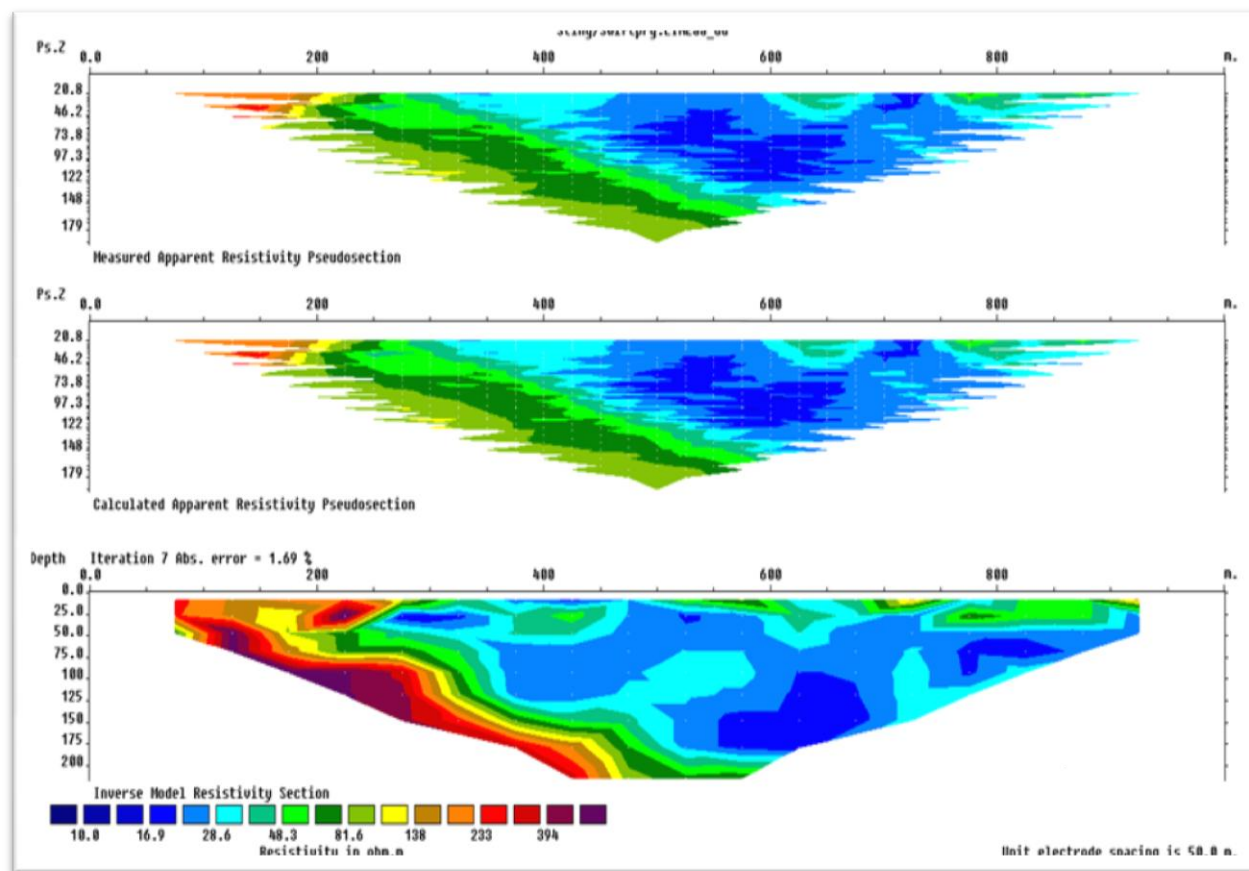 Ps.Z 0.0 200 400 600 800 m.
20.8
46.2
73.8
97.3
122
148
179
Measured Apparent Resistivity Pseudosection
Ps.Z 0.0 200 400 600 800 m.
20.8
46.2
73.8
97.3
122
148
179
Calculated Apparent Resistivity Pseudosection
Depth Iteration 7 Abs. error = 1.69 %
0.0 200 400 600 800 m.
0.0
25.0
50.0
75.0
100
125
150
175
200
Inverse Model Resistivity Section
10.0 16.9 28.6 48.3 81.6 138 233 394
Resistivity in ohm.m Unit electrode spacing is 50.0 m.